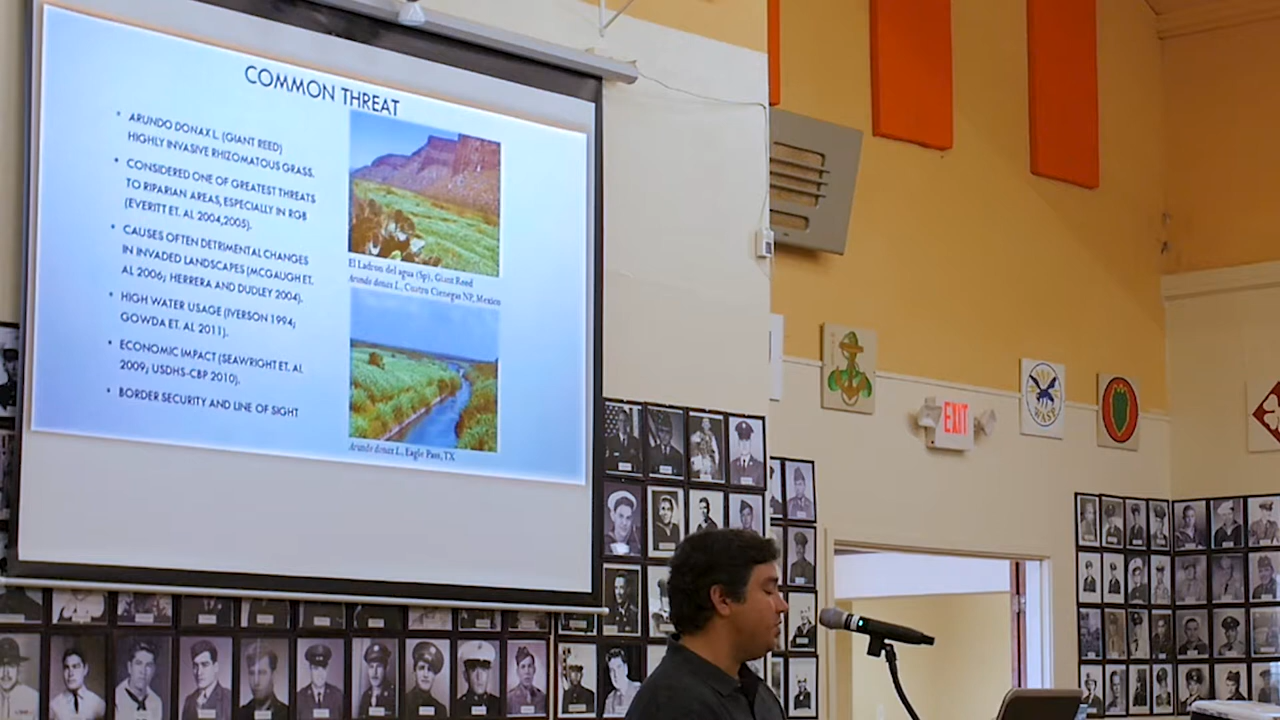 COMMON THREAT
• ARUNDO DONAX L. (GIANT REED)
HIGHLY INVASIVE RHIZOMATOUS GRASS.
• CONSIDERED ONE OF GREATEST THREATS
TO RIPARIAN AREAS, ESPECIALLY IN RGB
(EVERITT ET. AL 2004,2005).
• CAUSES OFTEN DETRIMENTAL CHANGES
IN INVADED LANDSCAPES (MCGAUGH ET.
AL 2006; HERRERA AND DUDLEY 2004).
• HIGH WATER USAGE (IVERSON 1994;
GOWDA ET. AL 2011).
• ECONOMIC IMPACT (SEAWRIGHT ET. AL
2009; USDHS-CBP 2010).
• BORDER SECURITY AND LINE OF SIGHT
El Ladron del agua (Sp), Giant Reed
Arundo donax L., Cuatro Cienegas NP, Mexico
Arundo donax L., Eagle Pass, TX
EXIT
WASP